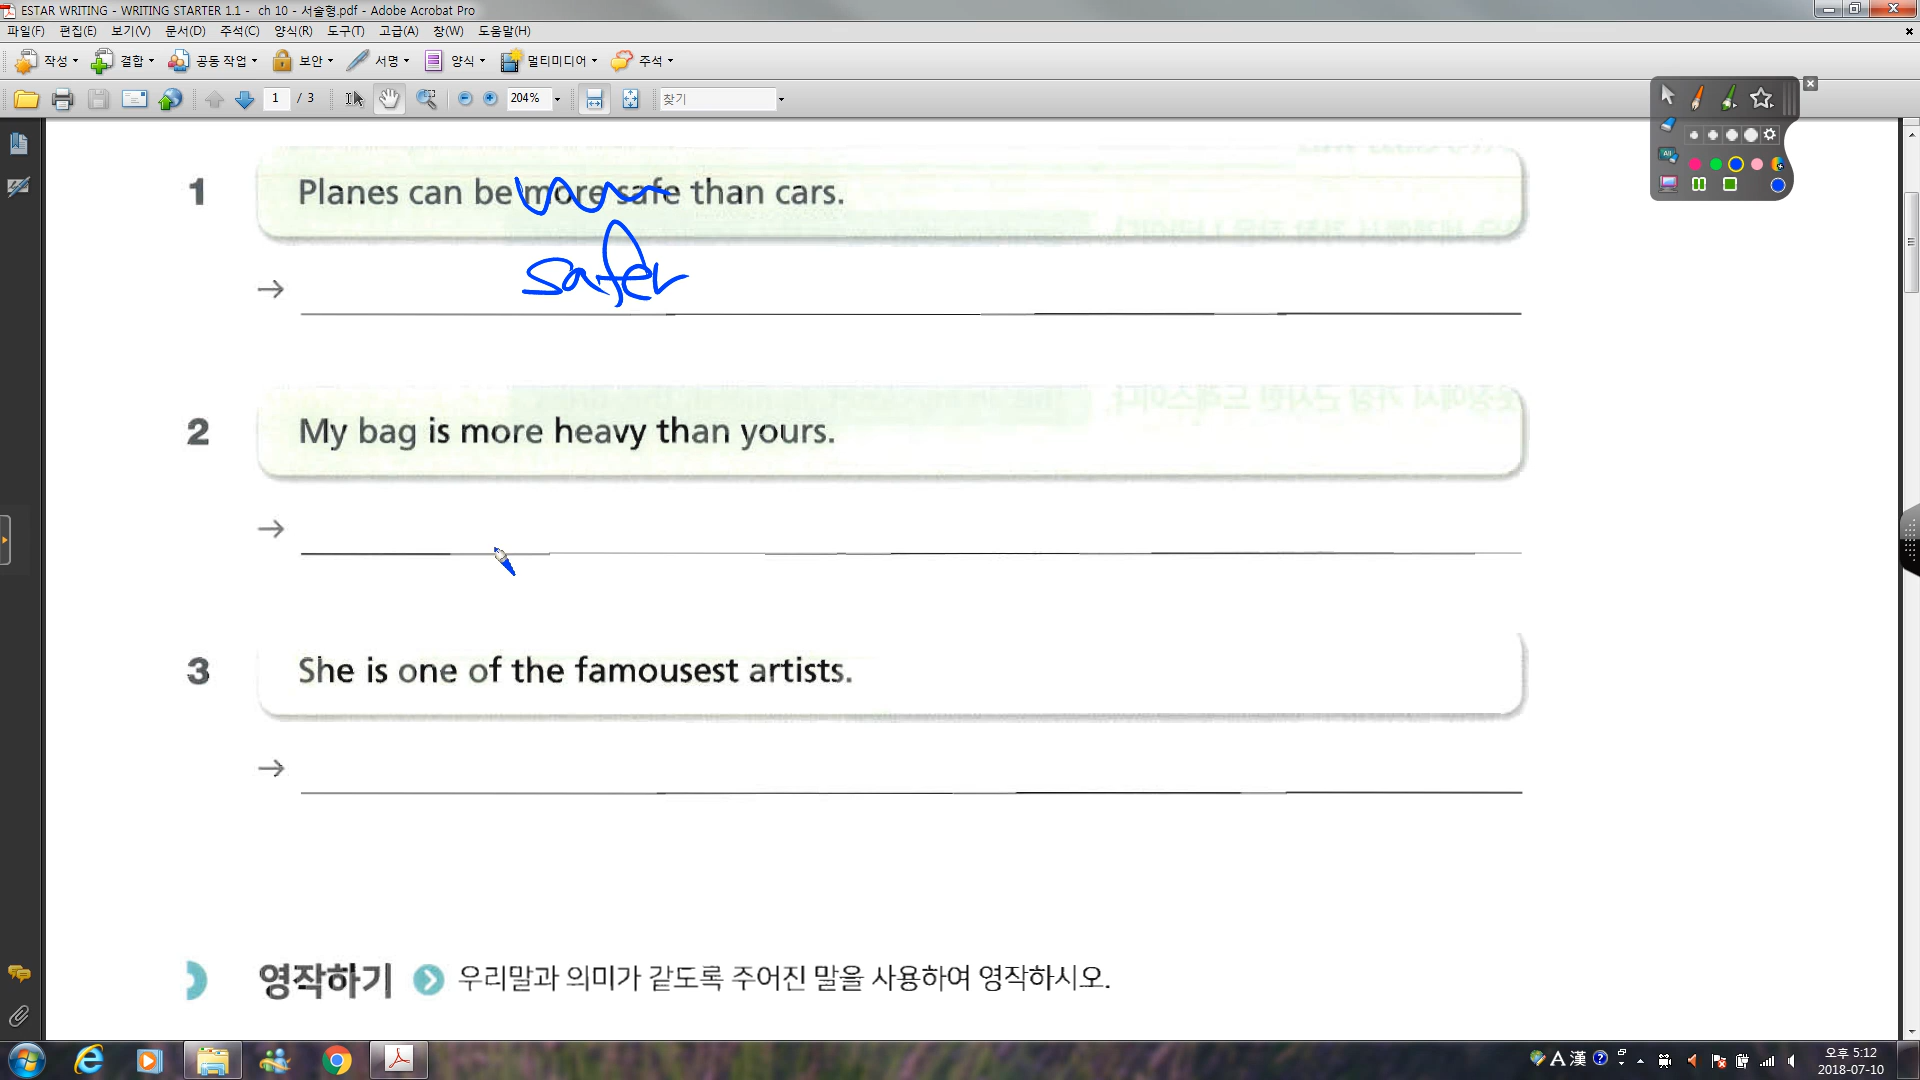 ESTAR WRITING - WRITING STARTER 1.1 - ch 10 - 서술형.pdf - Adobe Acrobat Pro
파일(F) 편집(E) 보기(V) 문서(D) 주석(C) 양식(R) 도구(T) 고급(A) 창(W) 도움말(H)
작성 결합 공동 작업 보안 서명 양식 멀티미디어 주석
1 / 3 204% 찾기
1 Planes can be more safe than cars.
safer
→
2 My bag is more heavy than yours.
→
3 She is one of the famousest artists.
→
영작하기 우리말과 의미가 같도록 주어진 말을 사용하여 영작하시오.
A 漢
오후 5:12
2018-07-10